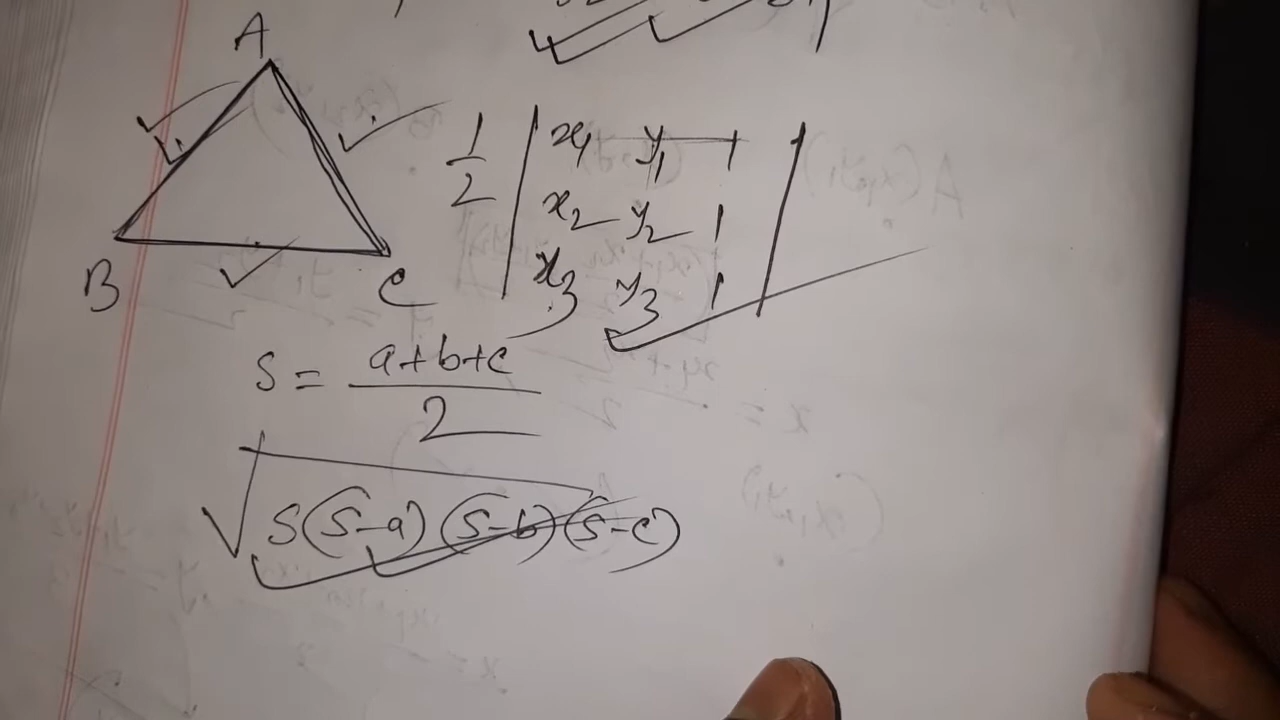 A
B C
1/2 | x₁ y₁ 1 |
| x₂ y₂ 1 |
| x₃ y₃ 1 |
S = (a+b+c)/2
√S(S-a)(S-b)(S-c)